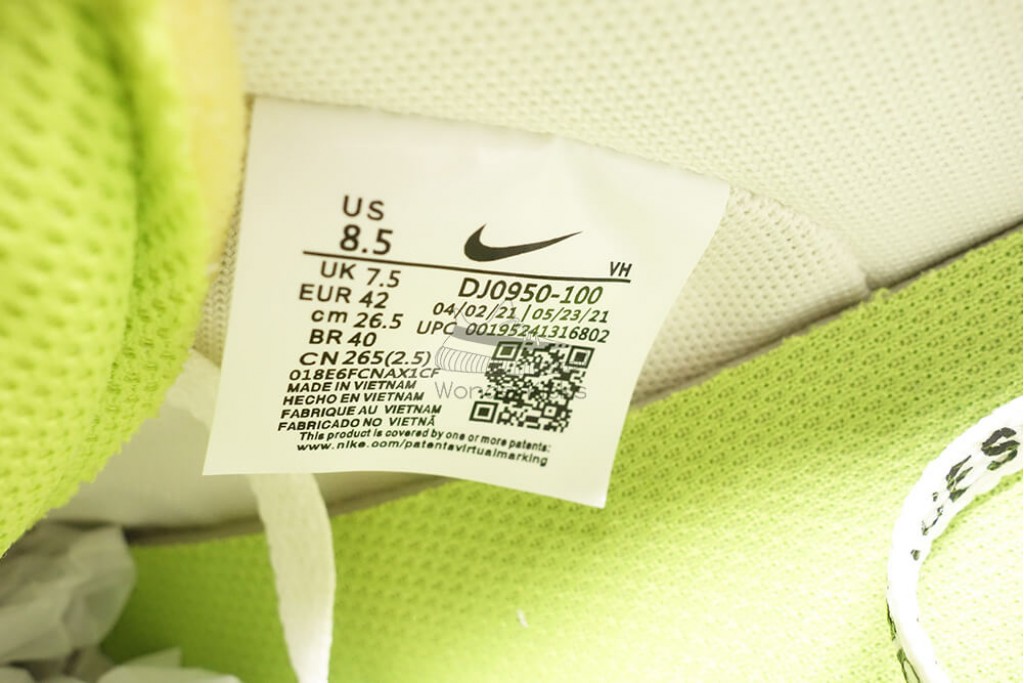 US
8.5
VH
UK 7.5
EUR 42
cm 26.5
BR 40
CN 265(2.5)
018E6FCNAX1CF
DJ0950-100
04/02/21 | 05/23/21
UPC 00195241316802
MADE IN VIETNAM
HECHO EN VIETNAM
FABRIQUE AU VIETNAM
FABRICADO NO VIETNÃ
This product is covered by one or more patents:
www.nike.com/patentavirtualmarking